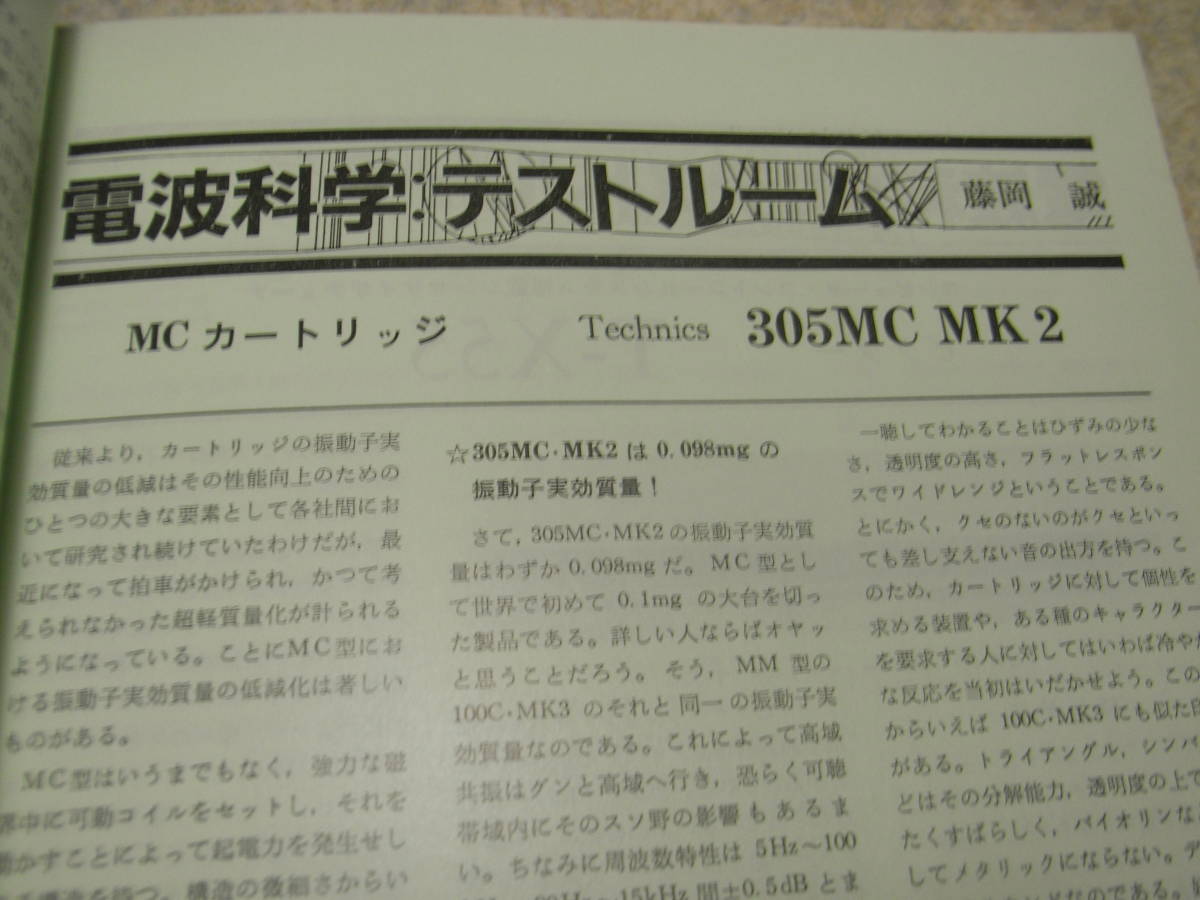 電波科学:テストルーム
藤岡 誠
MCカートリッジ Technics 305MC MK2
従来より，カートリッジの振動子実
効質量の低減はその性能向上のための
ひとつの大きな要素として各社間にお
いて研究され続けていたわけだが，最
近になって拍車がかけられ，かつて考
えられなかった超軽質量化が計られる
ようになっている。ことにMC型にお
ける振動子実効質量の低減化は著しい
ものがある。
MC型はいうまでもなく，強力な磁
界中に可動コイルをセットし，それを
動かすことによって起電力を発生せし
構造の微細さからい
☆305MC·MK2は0.098mgの
振動子実効質量！
さて，305MC·MK2の振動子実効質
量はわずか0.098mgだ。MC型とし
て世界で初めて0.1mgの大台を切っ
た製品である。詳しい人ならばオヤッ
と思うことだろう。そう，MM型の
100C·MK3のそれと同一の振動子実
効質量なのである。これによって高域
共振はグンと高域へ行き，恐らく可聴
帯域内にそのスソ野の影響もあるま
い。ちなみに周波数特性は5Hz〜100
15kHz間±0.5dBとま
一聴してわかることはひずみの少な
さ，透明度の高さ，フラットレスポン
スでワイドレンジということである。
とにかく，クセのないのがクセといっ
ても差し支えない音の出方を待つ。こ
のため，カートリッジに対して個性を
求める装置や，ある種のキャラクター
を要求する人に対してはいわば冷や
な反応を当初はいだかせよう。この
からいえば100C·MK3にも似た
がある。トライアングル，シンバ
どはその分解能力，透明度の上で
たくすばらしく，バイオリンな
してメタリックにならない。デ
なのである。